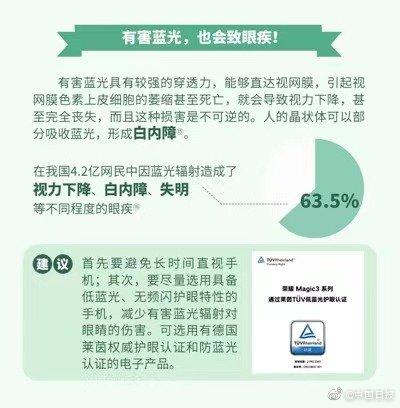 有害蓝光，也会致眼疾！
有害蓝光具有较强的穿透力，能够直达视网膜，引起视
网膜色素上皮细胞的萎缩甚至死亡，就会导致视力下降，甚
至完全丧失，而且这种损害是不可逆的。人的晶状体可以部
分吸收蓝光，形成白内障
在我国4.2亿网民中因蓝光辐射造成了
视力下降、白内障、失明
等不同程度的眼疾
63.5%
建议
首先要避免长时间直视手
机；其次，要尽量选用具备
低蓝光、无频闪护眼特性的
手机，减少有害蓝光辐射对
眼睛的伤害。可选用有德国
莱茵权威护眼认证和防蓝光
认证的电子产品。
TÜVRheinland
Precisely Right.
荣耀 Magic3 系列
通过莱茵TÜV低蓝光护眼认证
TÜVRheinland
认证
@中国日报